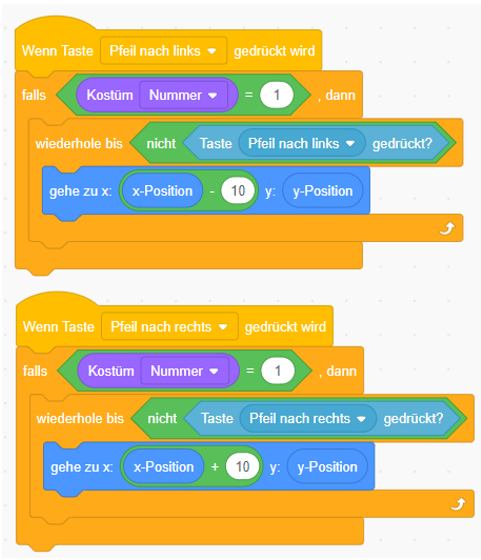 Wenn Taste Pfeil nach links gedrückt wird
falls Kostüm Nummer = 1 , dann
wiederhole bis nicht Taste Pfeil nach links gedrückt?
gehe zu x: x-Position - 10 y: y-Position
Wenn Taste Pfeil nach rechts gedrückt wird
falls Kostüm Nummer = 1 , dann
wiederhole bis nicht Taste Pfeil nach rechts gedrückt?
gehe zu x: x-Position + 10 y: y-Position